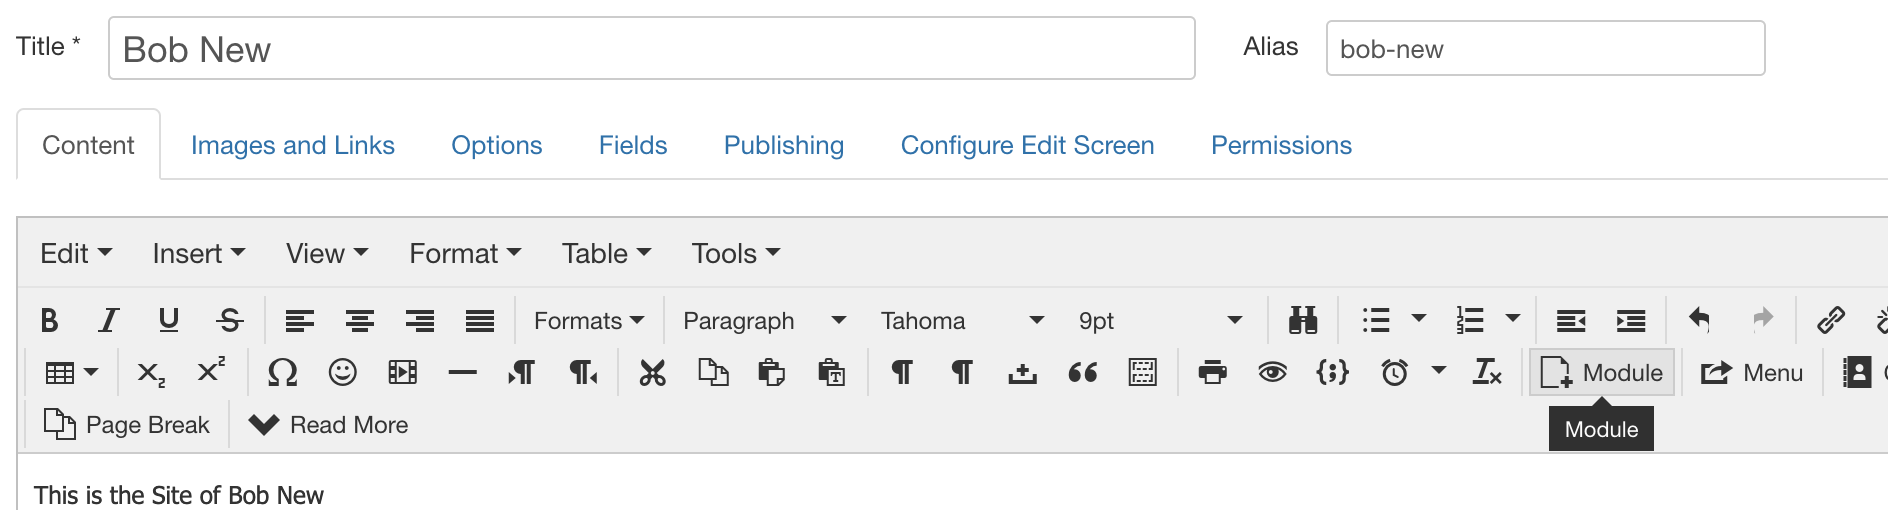 Title * Bob New Alias bob-new
Content Images and Links Options Fields Publishing Configure Edit Screen Permissions
Edit Insert View Format Table Tools
B I U S Formats Paragraph Tahoma 9pt
Module Menu
Page Break Read More Module
This is the Site of Bob New